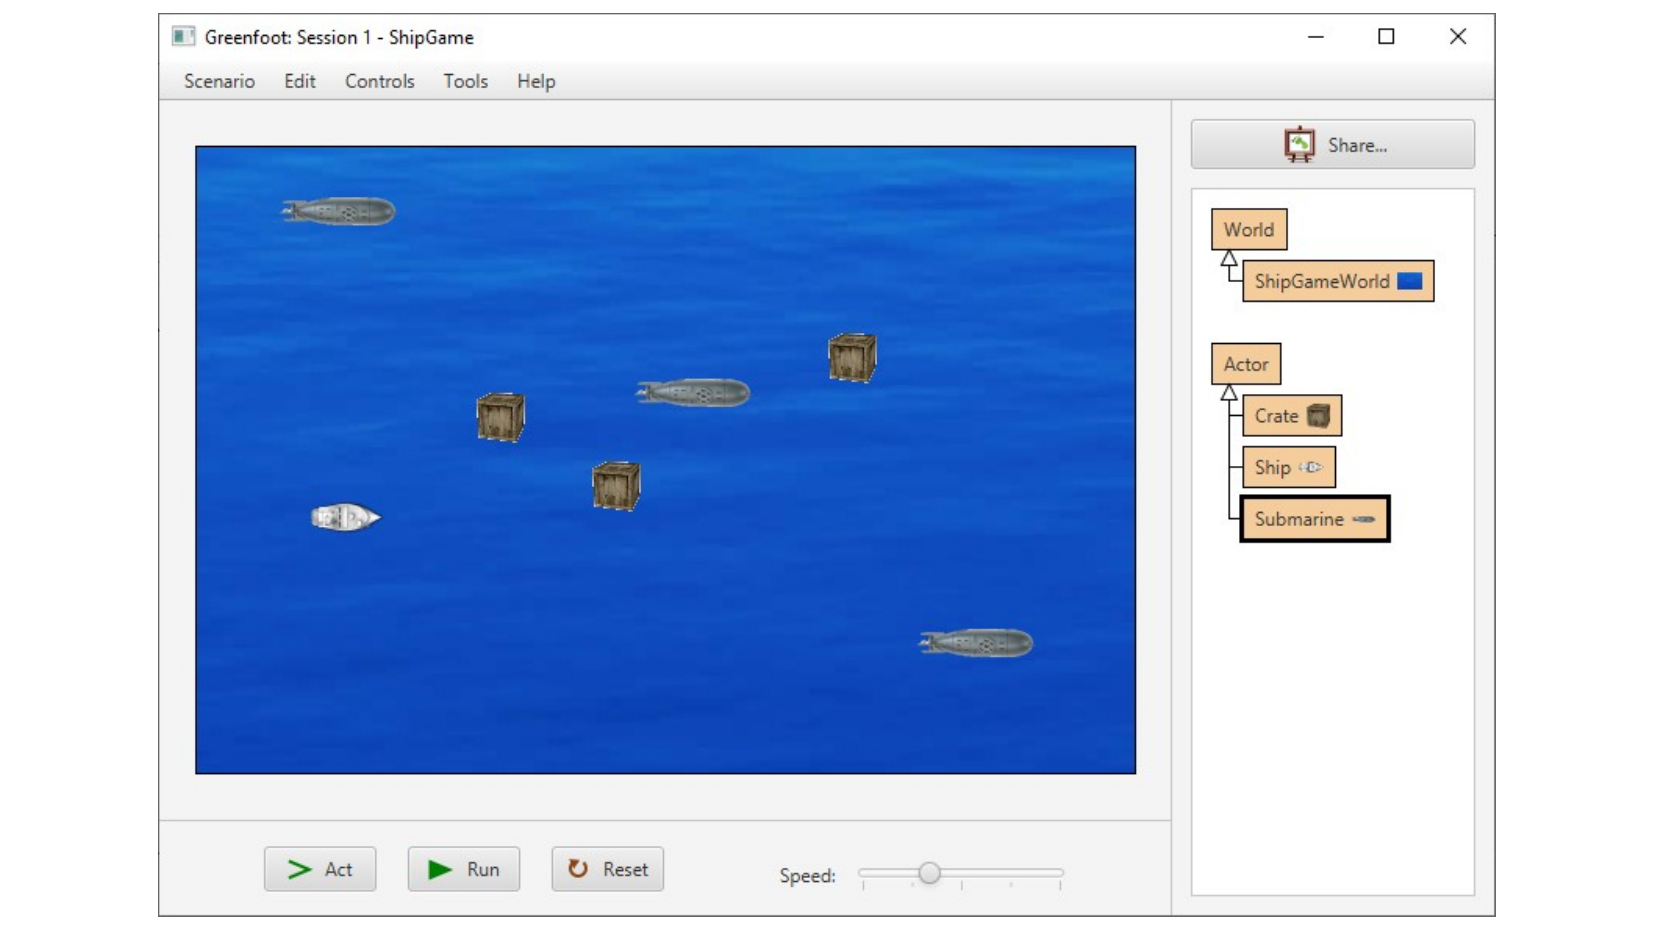 Greenfoot: Session 1 - ShipGame
Scenario Edit Controls Tools Help
Share...
World
ShipGameWorld
Actor
Crate
Ship
Submarine
Act Run Reset Speed: